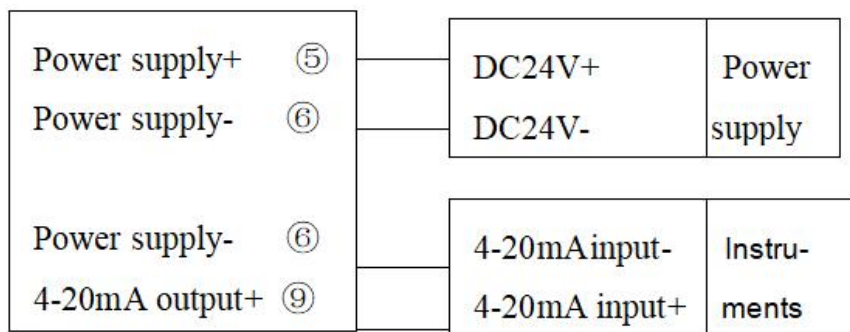 Power supply+ ⑤
Power supply- ⑥
Power supply- ⑥
4-20mA output+ ⑨
DC24V+ Power
DC24V- supply
4-20mAinput- Instru-
4-20mA input+ ments